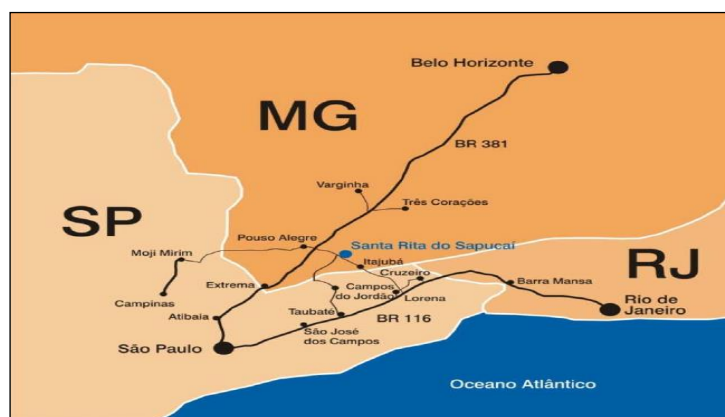 Belo Horizonte
MG
BR 381
Varginha
Três Corações
SP
Pouso Alegre
Santa Rita do Sapucaí
Moji Mirim
Itajubá
Cruzeiro
RJ
Extrema
Campos
do Jordão
Lorena
Barra Mansa
Campinas
Rio de
Janeiro
Atibaia
Taubaté
BR 116
São José
dos Campos
São Paulo
Oceano Atlântico